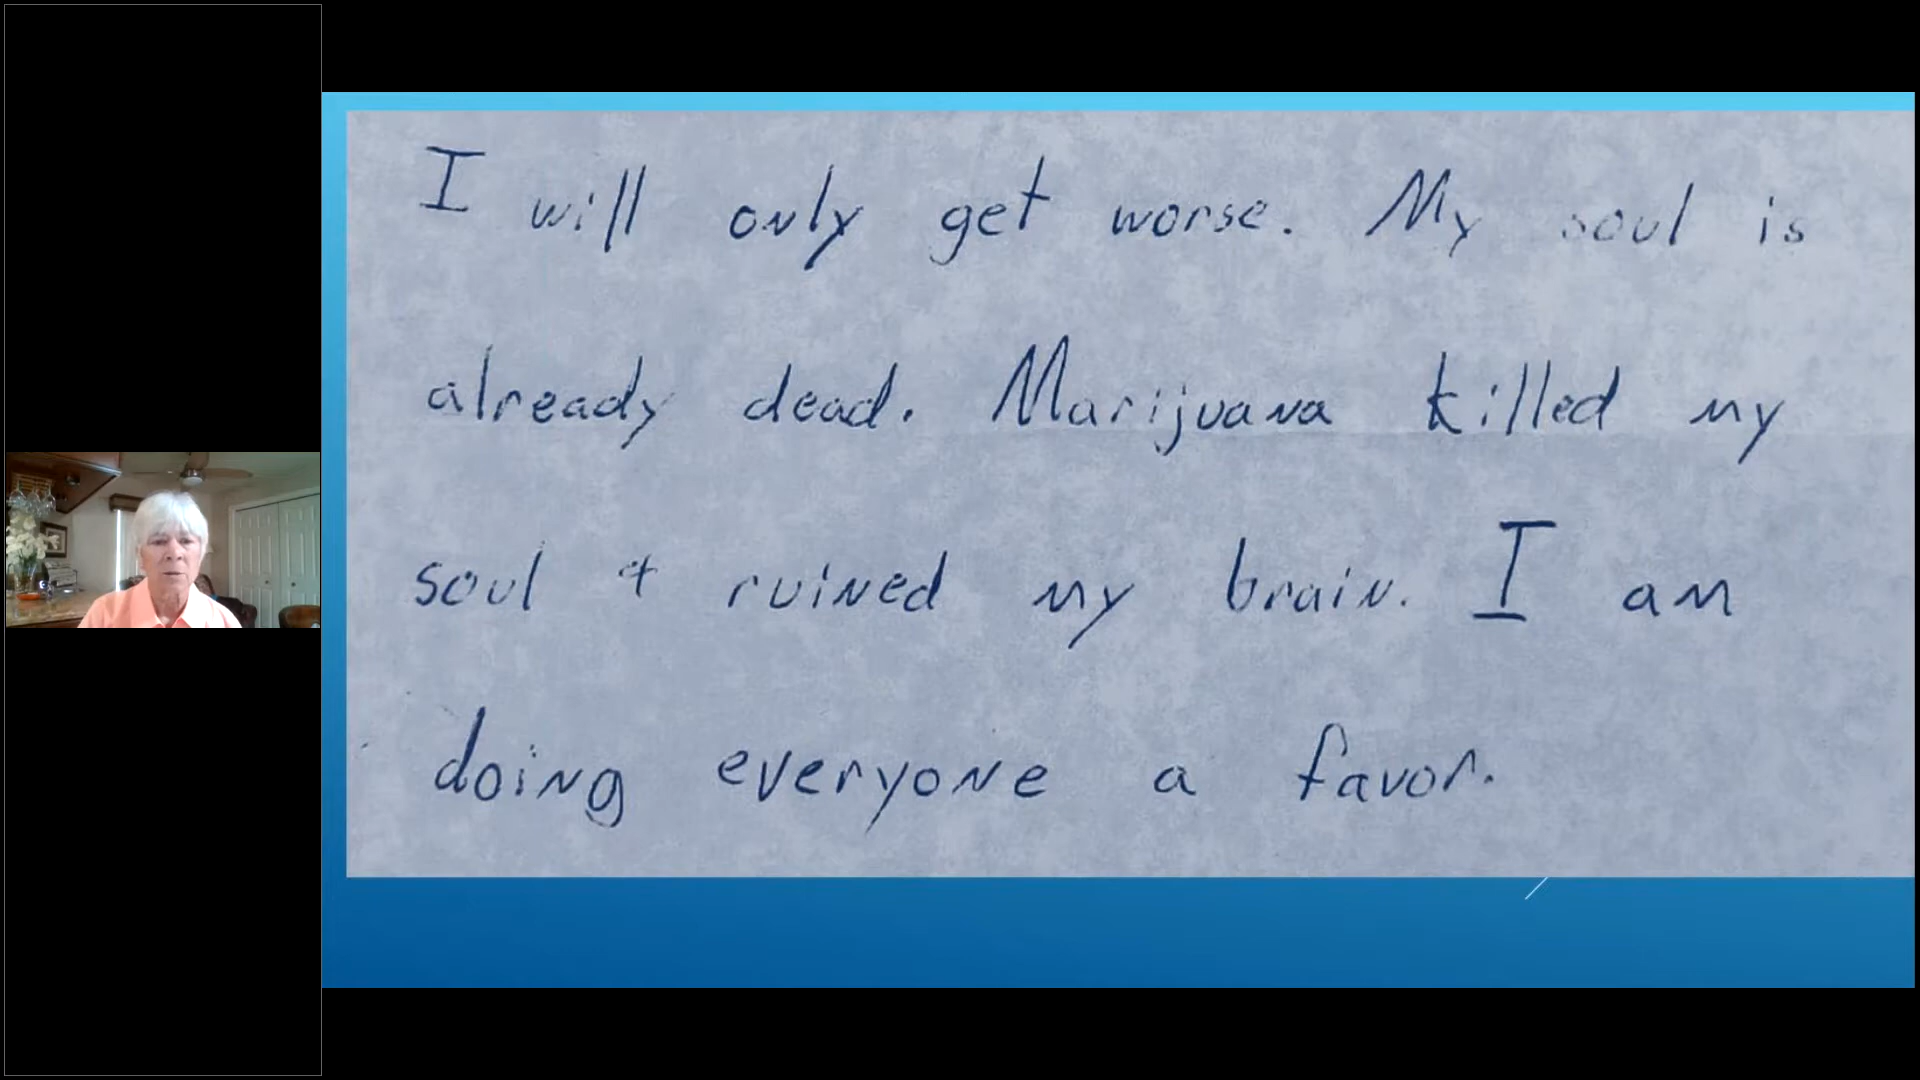 I will only get worse. My soul is
already dead. Marijuana killed my
soul & ruined my brain. I am
doing everyone a favor.